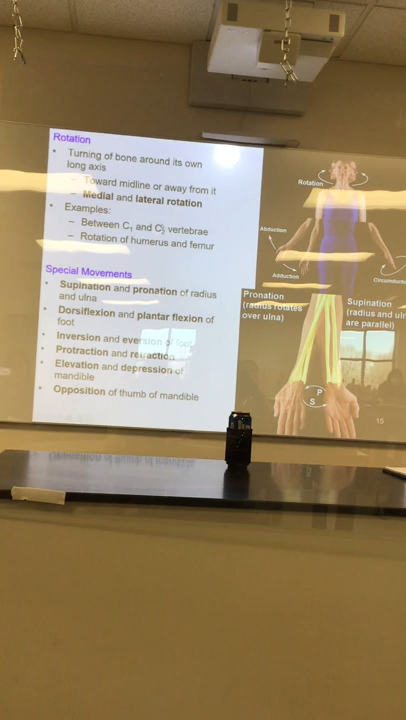 Rotation
• Turning of bone around its own
long axis
– Toward midline or away from it
– Medial and lateral rotation
• Examples:
– Between C1 and C2 vertebrae
– Rotation of humerus and femur
Special Movements
• Supination and pronation of radius
and ulna
• Dorsiflexion and plantar flexion of
foot
• Inversion and eversion of foot
• Protraction and retraction
• Elevation and depression of
mandible
• Opposition of thumb of mandible
Rotation
Abduction
Adduction
Circumduc
Pronation
(radius rotates
over ulna)
Supination
(radius and uln
are parallel)
P
S
15